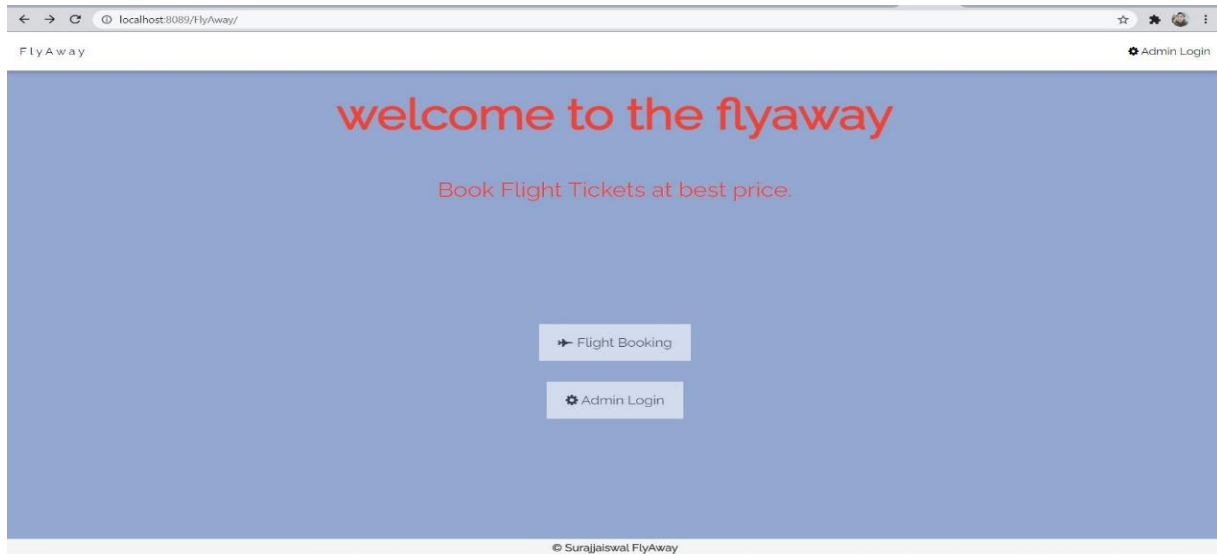 localhost:8089/FlyAway/
FlyAway
Admin Login
welcome to the flyaway
Book Flight Tickets at best price.
Flight Booking
Admin Login
© Surajjaiswal FlyAway